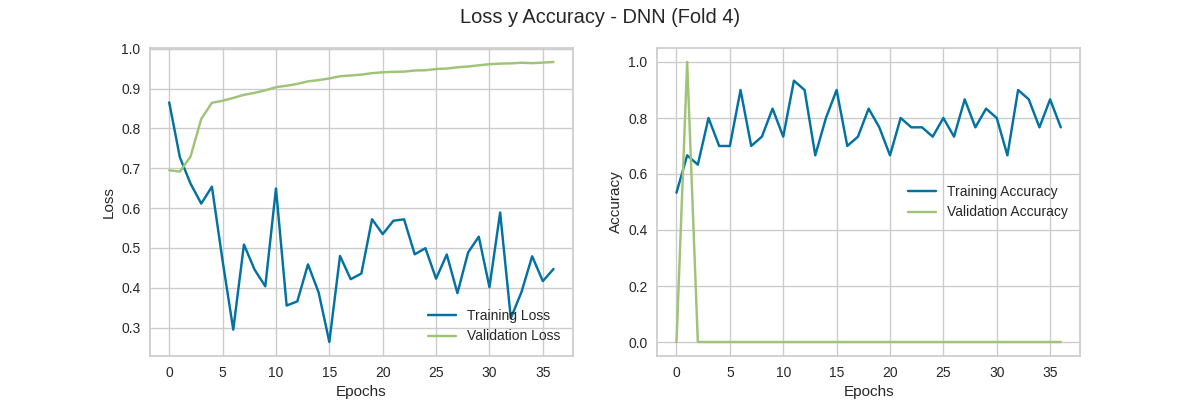 Loss y Accuracy - DNN (Fold 4)
1.0
0.9
0.8
0.7
0.6
0.5
0.4
0.3
Loss
0 5 10 15 20 25 30 35
Epochs
Training Loss
Validation Loss
1.0
0.8
0.6
0.4
0.2
0.0
Accuracy
0 5 10 15 20 25 30 35
Epochs
Training Accuracy
Validation Accuracy